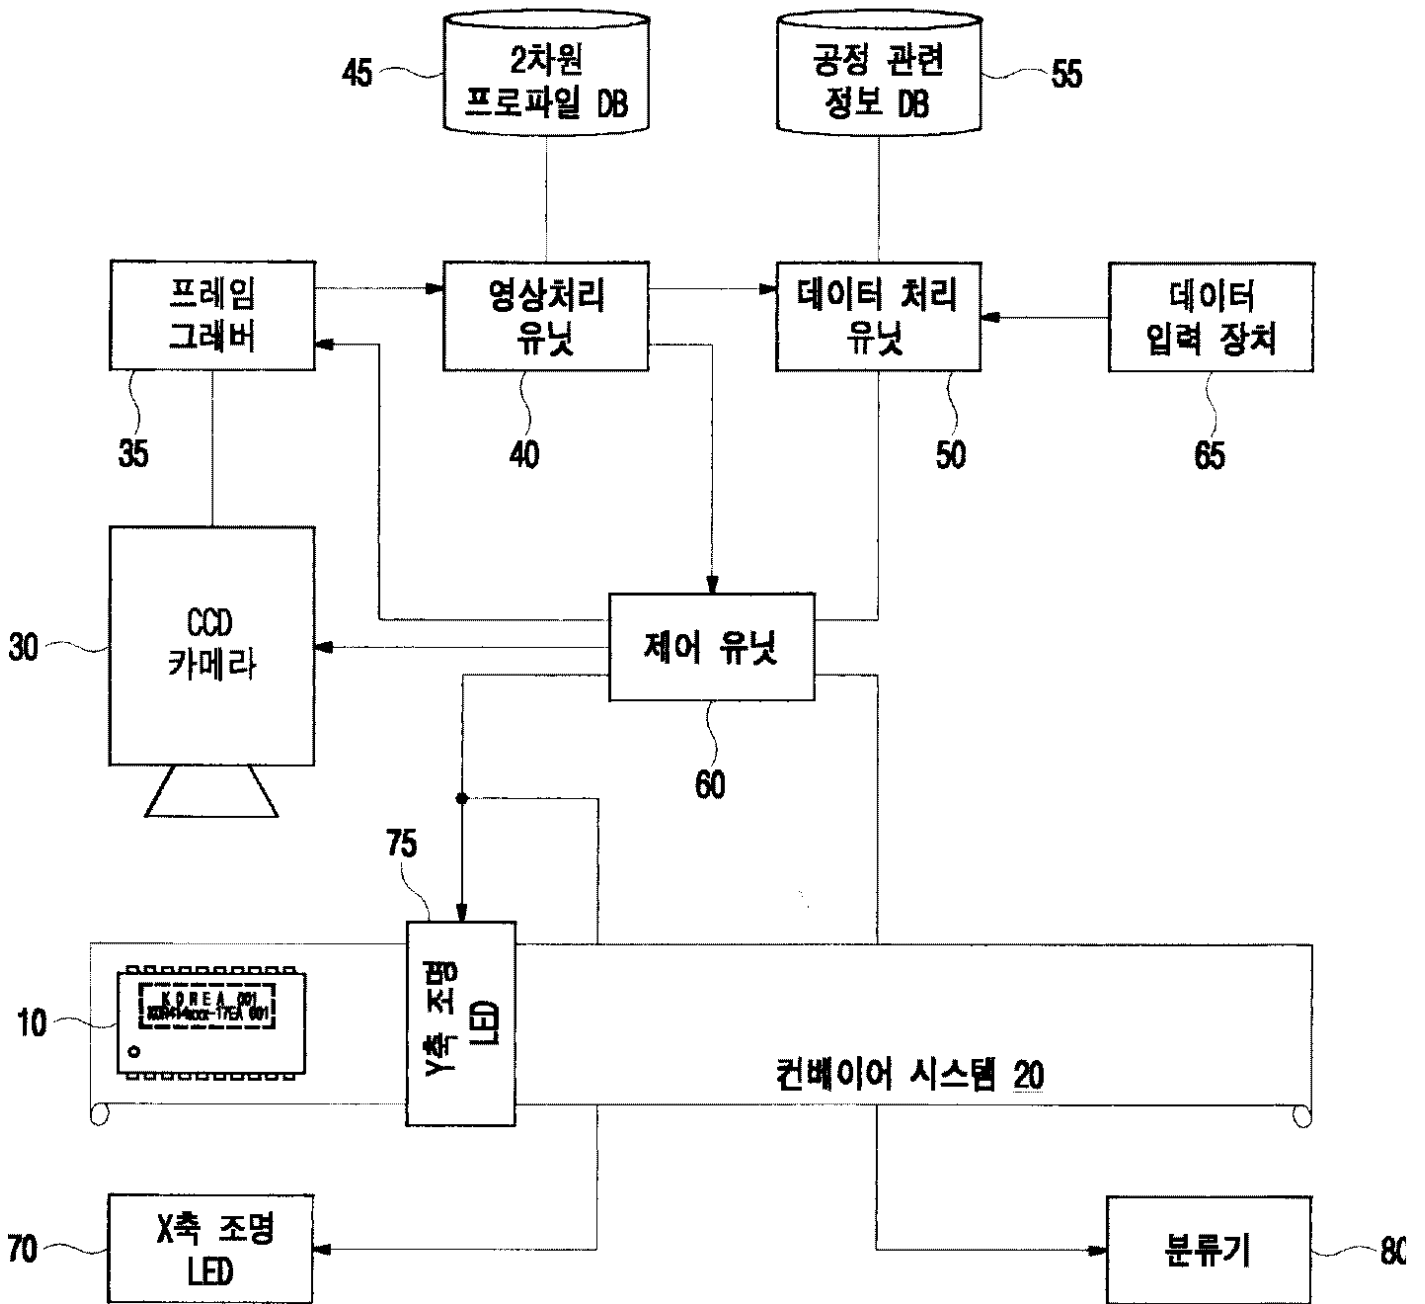 45
2차원
프로파일 DB
공정 관련
정보 DB
55
프레임
그래버
35
영상처리
유닛
40
데이터 처리
유닛
50
데이터
입력 장치
65
30
CCD
카메라
제어 유닛
60
75
Y축 조명
LED
10
KOREA 001
컨베이어 시스템 20
70
X축 조명
LED
분류기
80